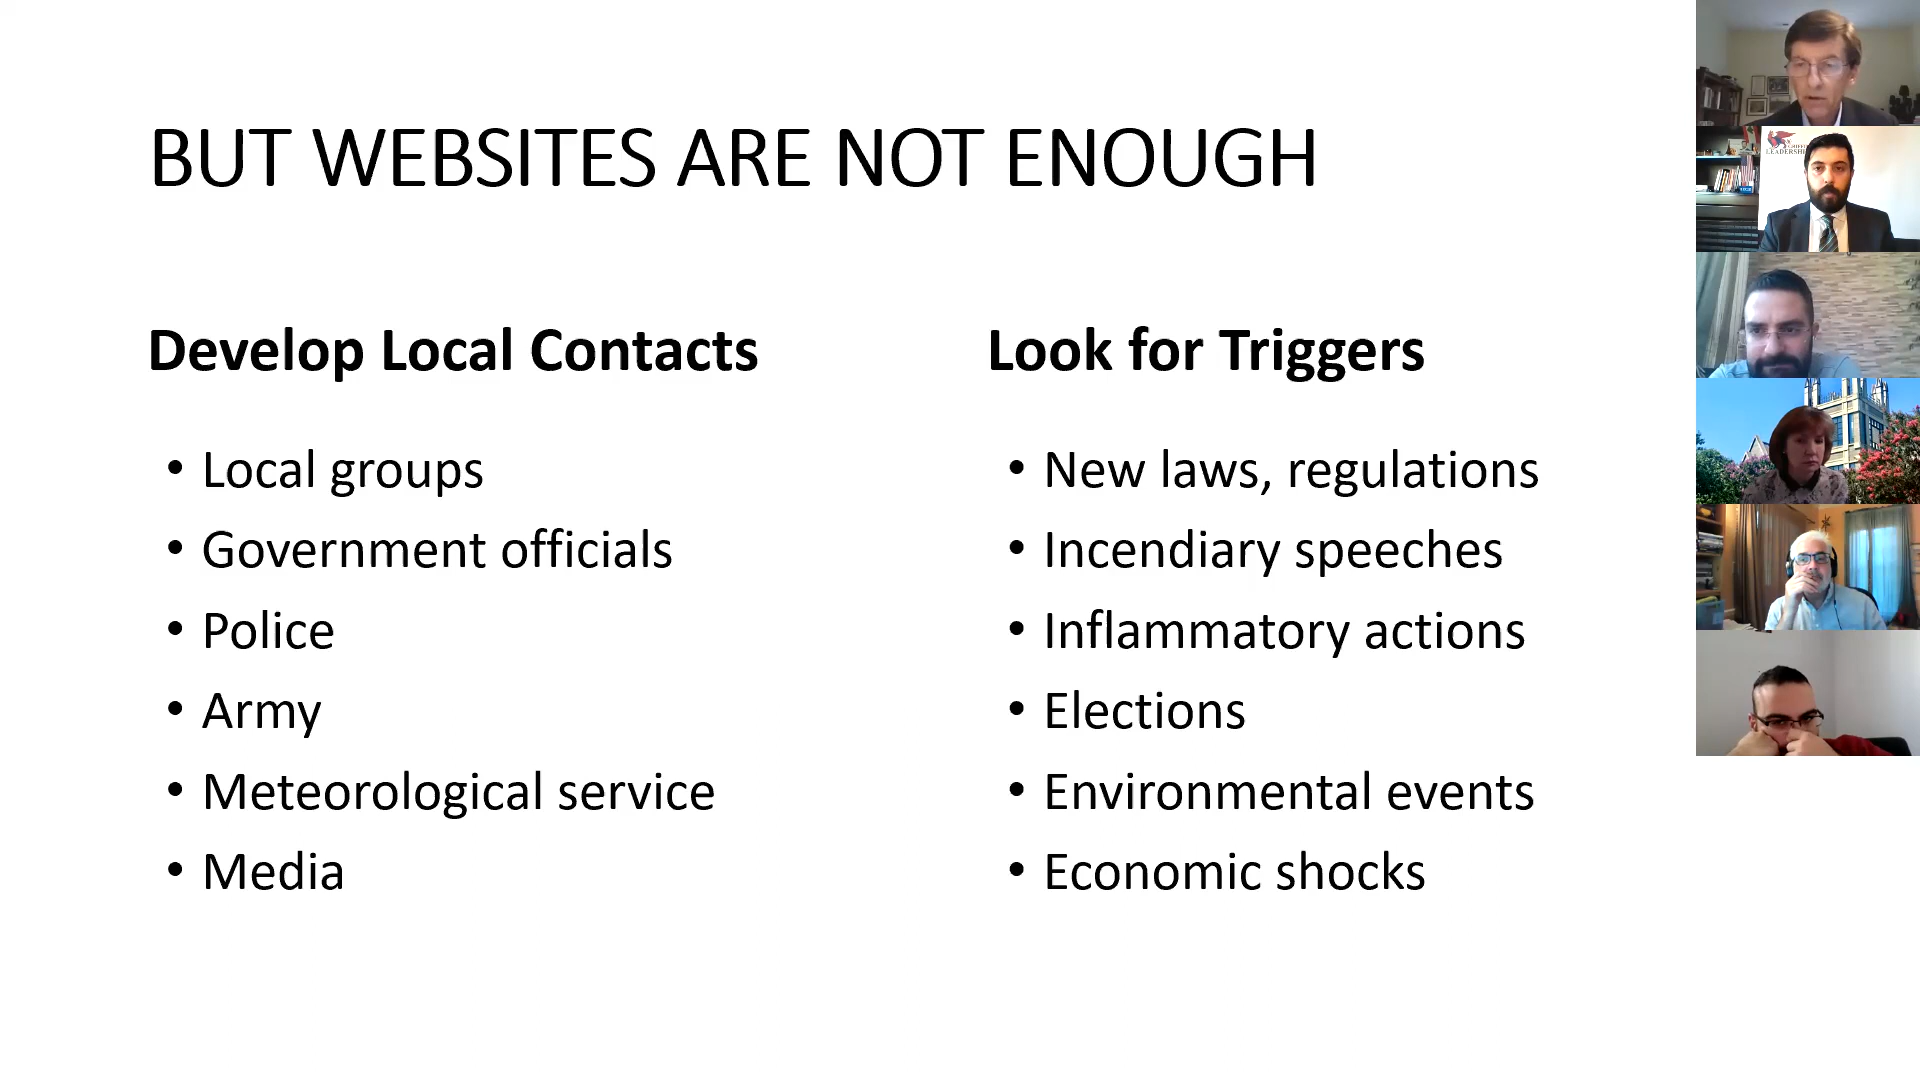 BUT WEBSITES ARE NOT ENOUGH
Develop Local Contacts
• Local groups
• Government officials
• Police
• Army
• Meteorological service
• Media
Look for Triggers
• New laws, regulations
• Incendiary speeches
• Inflammatory actions
• Elections
• Environmental events
• Economic shocks